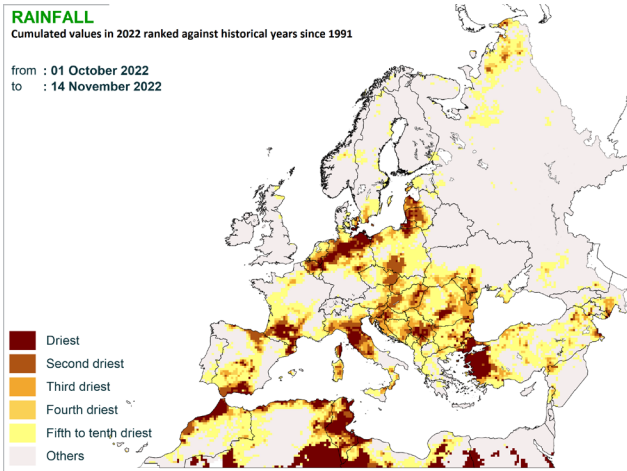 RAINFALL
Cumulated values in 2022 ranked against historical years since 1991
from : 01 October 2022
to : 14 November 2022
Driest
Second driest
Third driest
Fourth driest
Fifth to tenth driest
Others